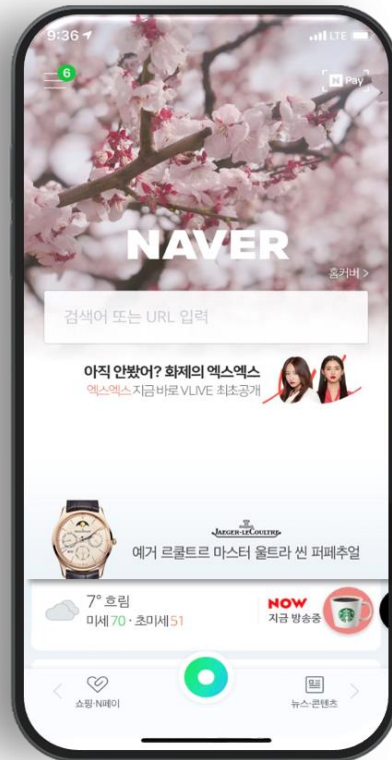 9:36
LTE
6
N Pay
NAVER
홈커버 >
검색어 또는 URL 입력
아직 안봤어? 화제의 엑스엑스
엑스엑스 지금 바로 VLIVE 최초공개
JAEGER-LECOULTRE
예거 르쿨트르 마스터 울트라 씬 퍼페추얼
7° 흐림
미세 70 · 초미세 51
NOW
지금 방송중
쇼핑·N페이
뉴스·콘텐츠